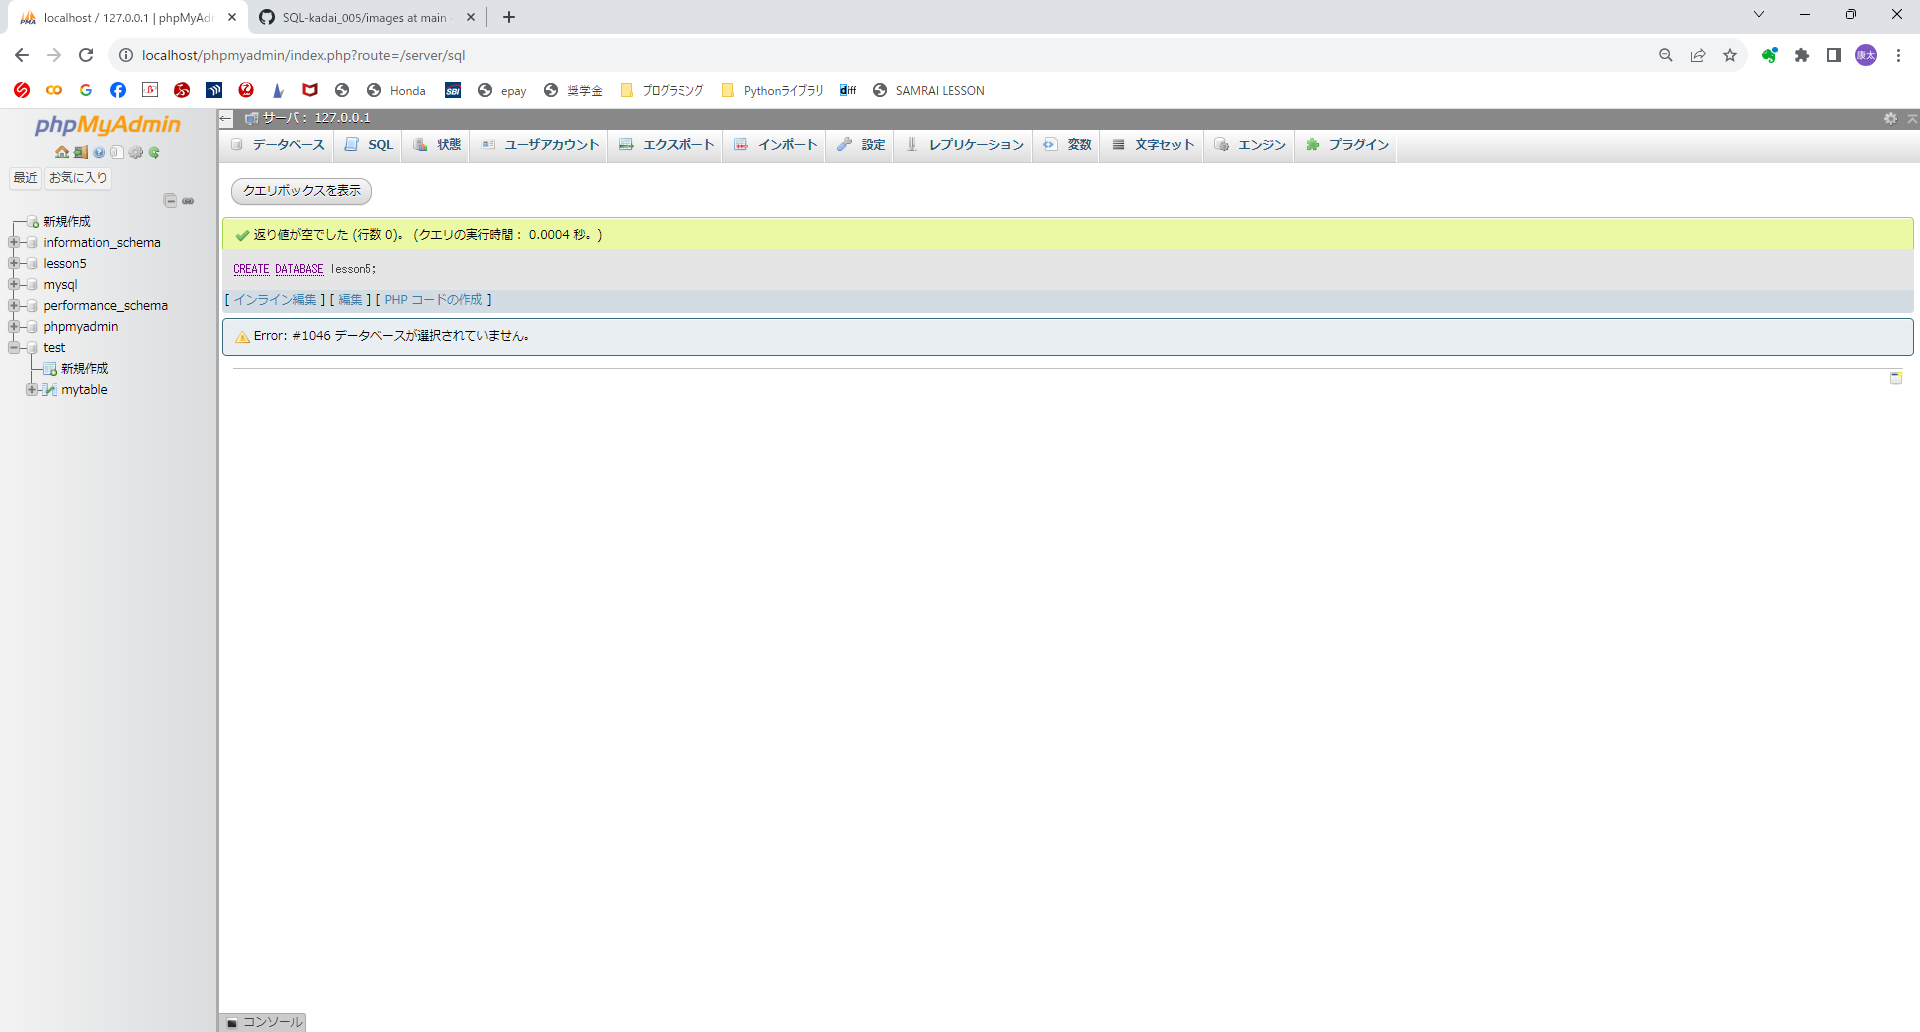 localhost / 127.0.0.1 | phpMyAdr
SQL-kadai_005/images at main
localhost/phpmyadmin/index.php?route=/server/sql
康太
Honda
SBI
epay
奨学金
プログラミング
Pythonライブラリ
diff
SAMRAI LESSON
phpMyAdmin
最近
お気に入り
新規作成
information_schema
lesson5
mysql
performance_schema
phpmyadmin
test
新規作成
mytable
サーバ: 127.0.0.1
データベース
SQL
状態
ユーザアカウント
エクスポート
インポート
設定
レプリケーション
変数
文字セット
エンジン
プラグイン
クエリボックスを表示
返り値が空でした (行数 0)。 (クエリの実行時間: 0.0004 秒。)
CREATE DATABASE lesson5;
[ インライン編集 ] [ 編集 ] [ PHP コードの作成 ]
Error: #1046 データベースが選択されていません。
コンソール